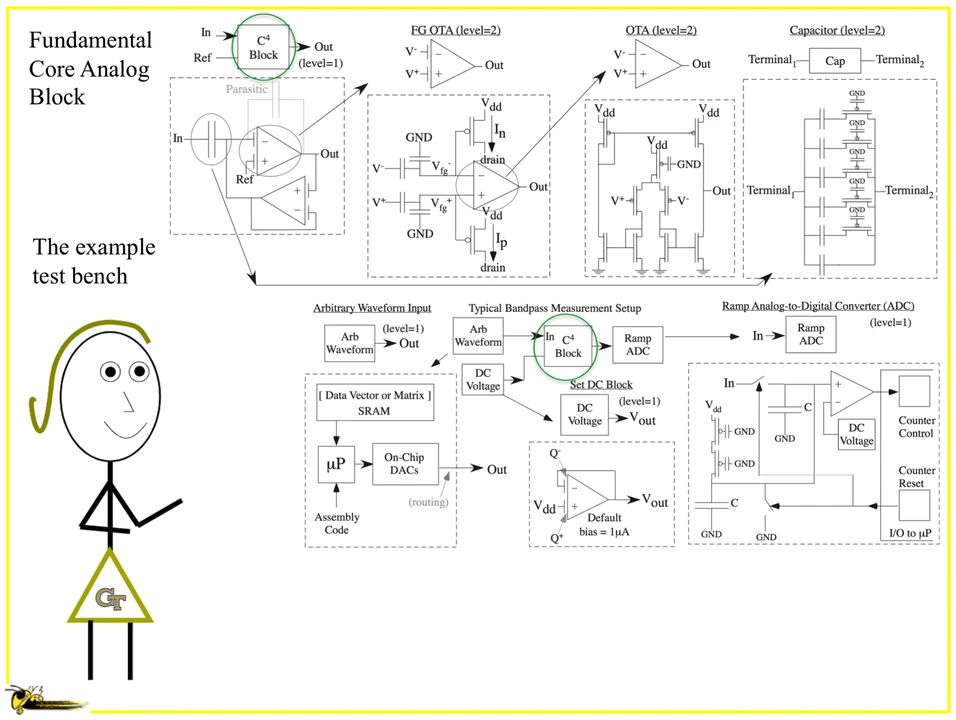 Fundamental
Core Analog
Block
In
Ref
C⁴
Block
Out
(level=1)
Parasitic
In
Ref
Out
FG OTA (level=2)
V⁻
V⁺
Out
Vdd
In
GND
drain
V⁻
Vfg⁻
V⁺
Vfg⁺
Out
GND
Vdd
Ip
drain
OTA (level=2)
V⁻
V⁺
Out
Vdd
Vdd
GND
V⁺
V⁻
Out
Capacitor (level=2)
Terminal₁
Cap
Terminal₂
GND
GND
GND
GND
GND
Terminal₁
Terminal₂
The example
test bench
Arbitrary Waveform Input
Arb
Waveform
(level=1)
Out
[ Data Vector or Matrix ]
SRAM
μP
On-Chip
DACs
Out
(routing)
Assembly
Code
Typical Bandpass Measurement Setup
Arb
Waveform
In
C⁴
Block
Ramp
ADC
DC
Voltage
Set DC Block
(level=1)
DC
Voltage
Vout
Q⁻
Vdd
Vout
Default
bias = 1μA
Q⁺
Ramp Analog-to-Digital Converter (ADC)
In
Ramp
ADC
(level=1)
In
Vdd
GND
C
GND
DC
Voltage
Counter
Control
GND
Counter
Reset
C
GND
GND
I/O to μP
GT